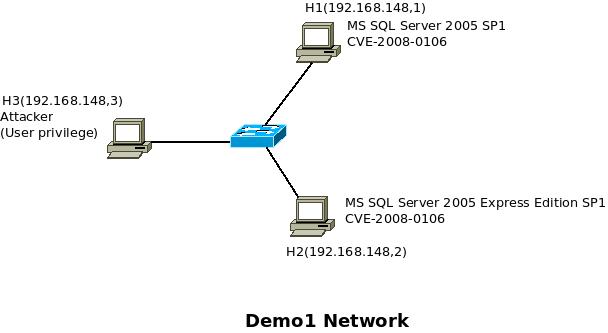 H1(192.168.148,1)
MS SQL Server 2005 SP1
CVE-2008-0106
H3(192.168.148,3)
Attacker
(User privilege)
MS SQL Server 2005 Express Edition SP1
CVE-2008-0106
H2(192.168.148,2)
Demo1 Network